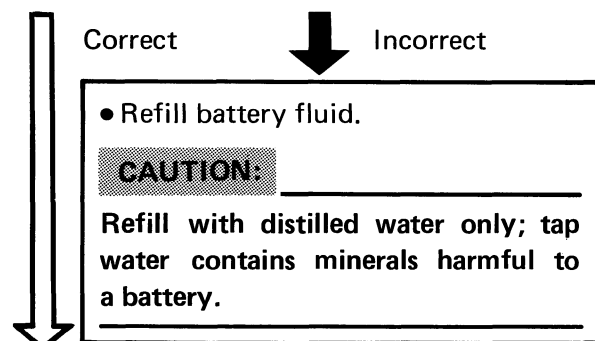 Correct Incorrect
● Refill battery fluid.
CAUTION:
Refill with distilled water only; tap
water contains minerals harmful to
a battery.